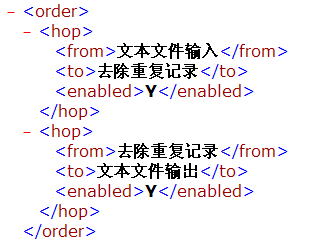 - <order>
- <hop>
<from>文本文件输入</from>
<to>去除重复记录</to>
<enabled>Y</enabled>
</hop>
- <hop>
<from>去除重复记录</from>
<to>文本文件输出</to>
<enabled>Y</enabled>
</hop>
</order>